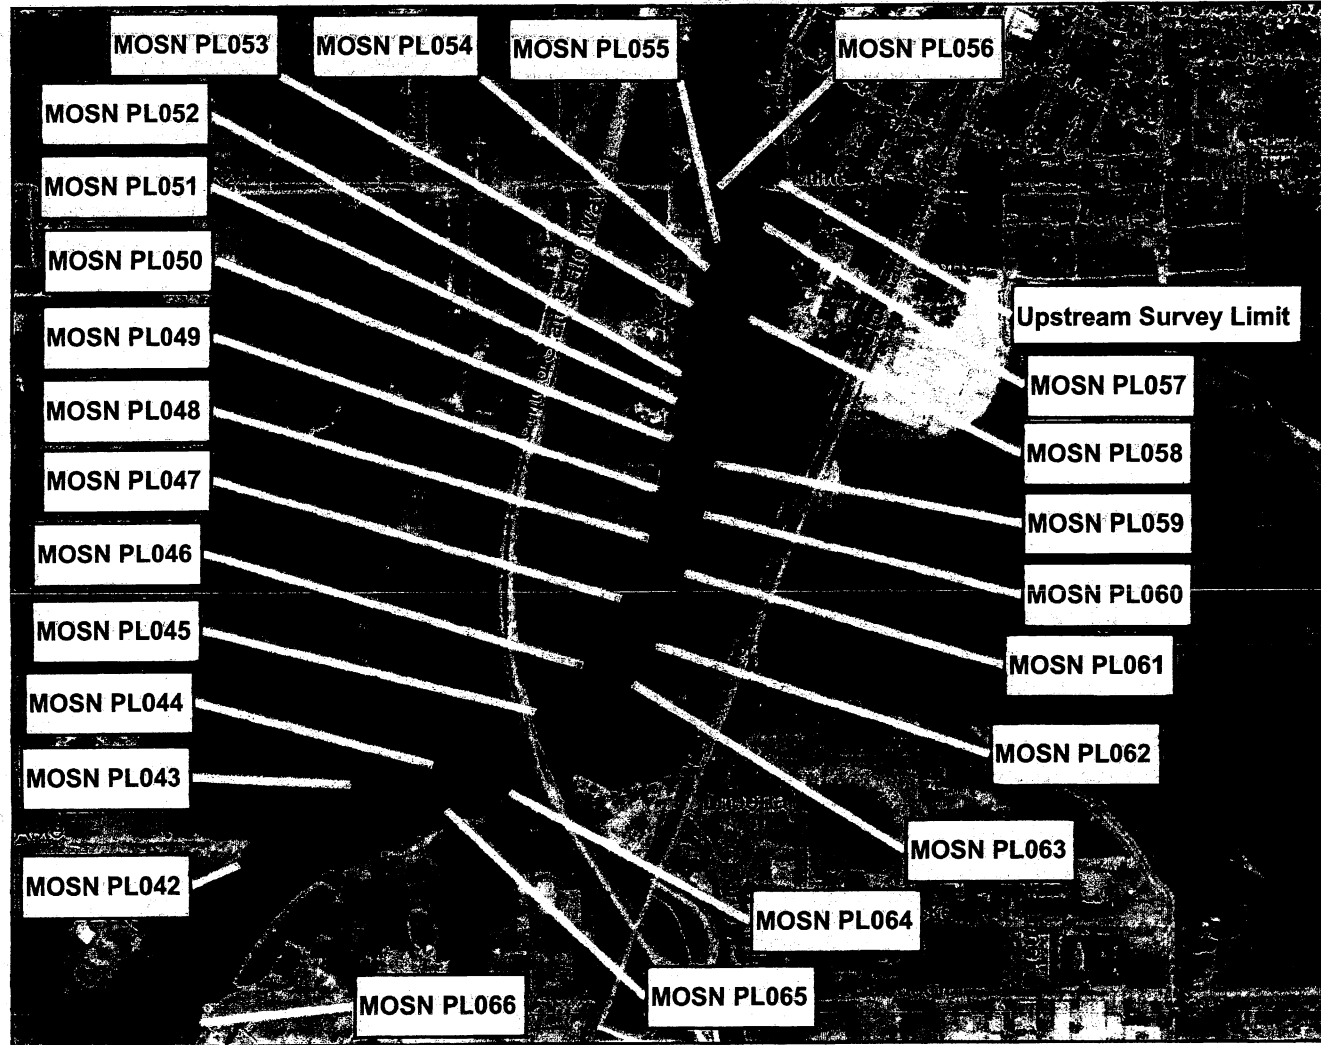 MOSN PL053
MOSN PL054
MOSN PL055
MOSN PL056
MOSN PL052
MOSN PL051
MOSN PL050
MOSN PL049
MOSN PL048
MOSN PL047
MOSN PL046
MOSN PL045
MOSN PL044
MOSN PL043
MOSN PL042
Upstream Survey Limit
MOSN PL057
MOSN PL058
MOSN PL059
MOSN PL060
MOSN PL061
MOSN PL062
MOSN PL063
MOSN PL064
MOSN PL065
MOSN PL066